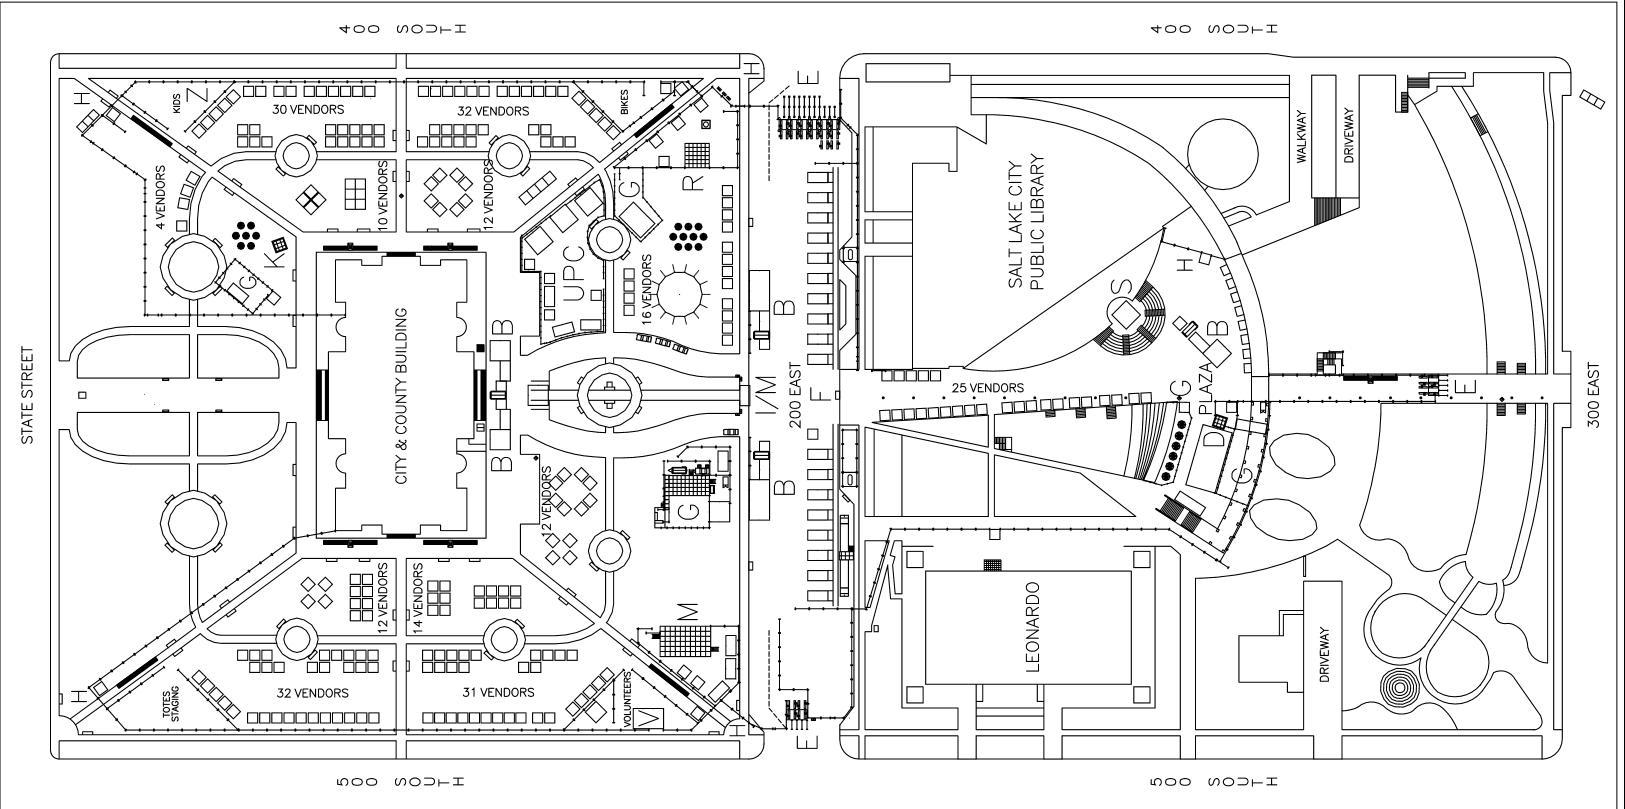 400 SOUTH
400 SOUTH
H
E
KIDS
Z
30 VENDORS
32 VENDORS
BIKES
WALKWAY
DRIVEWAY
4 VENDORS
10 VENDORS
12 VENDORS
G
R
SALT LAKE CITY
PUBLIC LIBRARY
H
K
G
UPC
16 VENDORS
S
H
STATE STREET
CITY & COUNTY BUILDING
B
B
B
I/M
200 EAST
F
25 VENDORS
G
PLAZA
E
300 EAST
B
B
12 VENDORS
G
D
G
12 VENDORS
14 VENDORS
M
LEONARDO
DRIVEWAY
H
TOTES
STAGING
32 VENDORS
31 VENDORS
VOLUNTEERS
V
H
E
H
500 SOUTH
500 SOUTH